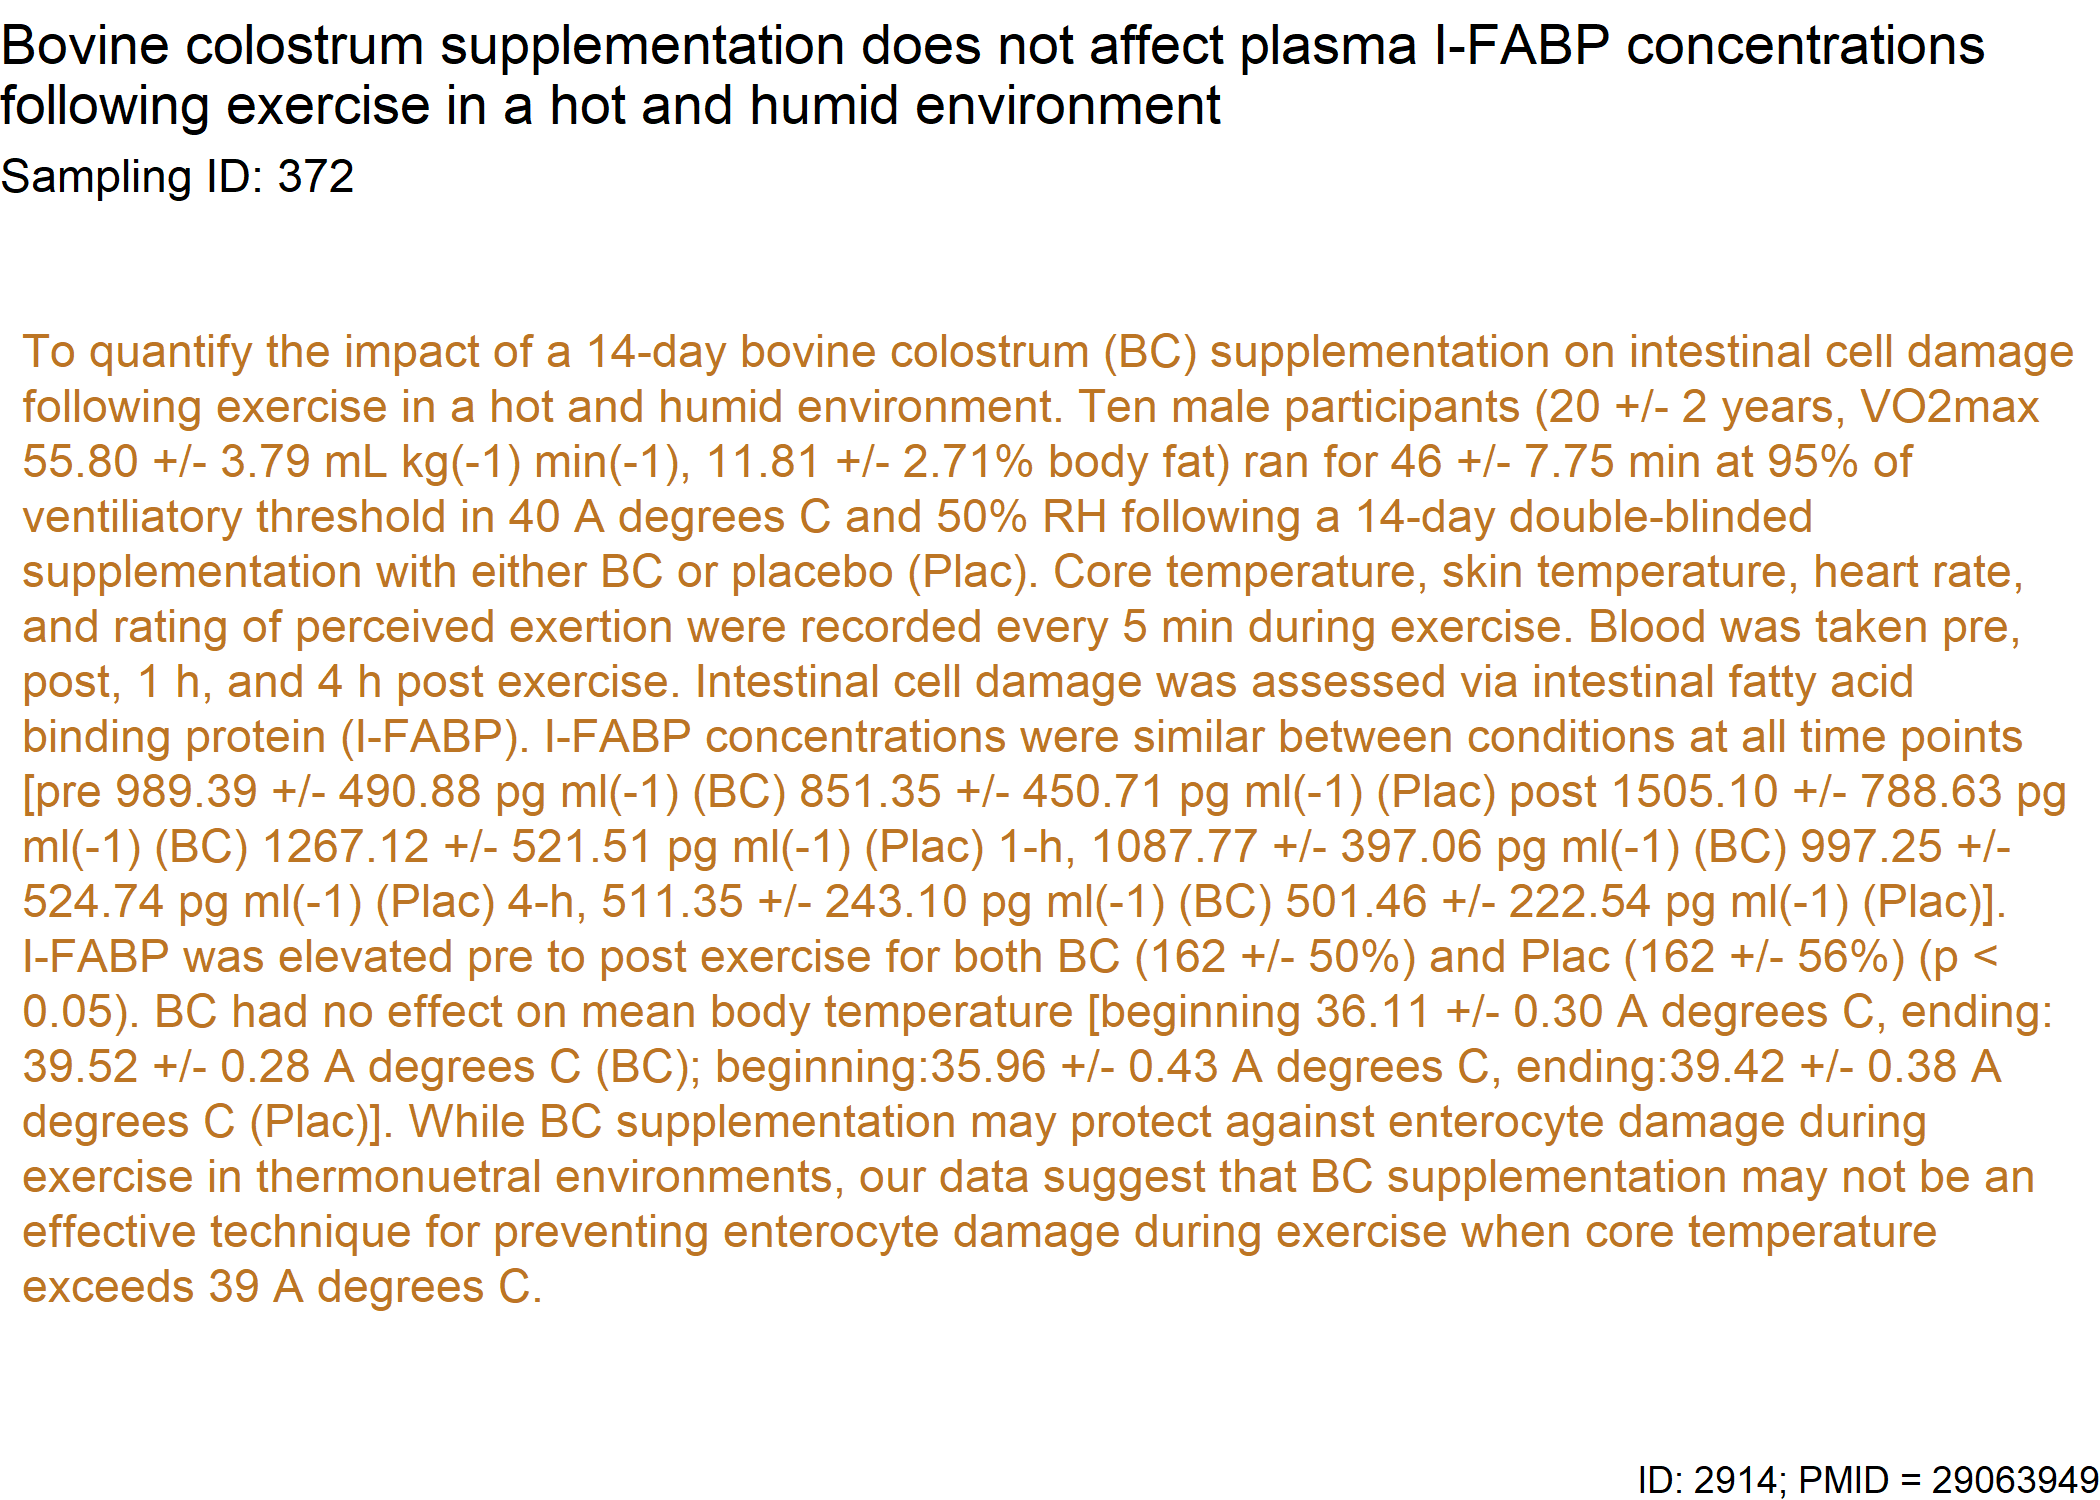 Bovine colostrum supplementation does not affect plasma I-FABP concentrations
following exercise in a hot and humid environment
Sampling ID: 372
To quantify the impact of a 14-day bovine colostrum (BC) supplementation on intestinal cell damage
following exercise in a hot and humid environment. Ten male participants (20 +/- 2 years, VO2max
55.80 +/- 3.79 mL kg(-1) min(-1), 11.81 +/- 2.71% body fat) ran for 46 +/- 7.75 min at 95% of
ventiliatory threshold in 40 A degrees C and 50% RH following a 14-day double-blinded
supplementation with either BC or placebo (Plac). Core temperature, skin temperature, heart rate,
and rating of perceived exertion were recorded every 5 min during exercise. Blood was taken pre,
post, 1 h, and 4 h post exercise. Intestinal cell damage was assessed via intestinal fatty acid
binding protein (I-FABP). I-FABP concentrations were similar between conditions at all time points
[pre 989.39 +/- 490.88 pg ml(-1) (BC) 851.35 +/- 450.71 pg ml(-1) (Plac) post 1505.10 +/- 788.63 pg
ml(-1) (BC) 1267.12 +/- 521.51 pg ml(-1) (Plac) 1-h, 1087.77 +/- 397.06 pg ml(-1) (BC) 997.25 +/-
524.74 pg ml(-1) (Plac) 4-h, 511.35 +/- 243.10 pg ml(-1) (BC) 501.46 +/- 222.54 pg ml(-1) (Plac)].
I-FABP was elevated pre to post exercise for both BC (162 +/- 50%) and Plac (162 +/- 56%) (p <
0.05). BC had no effect on mean body temperature [beginning 36.11 +/- 0.30 A degrees C, ending:
39.52 +/- 0.28 A degrees C (BC); beginning:35.96 +/- 0.43 A degrees C, ending:39.42 +/- 0.38 A
degrees C (Plac)]. While BC supplementation may protect against enterocyte damage during
exercise in thermonuetral environments, our data suggest that BC supplementation may not be an
effective technique for preventing enterocyte damage during exercise when core temperature
exceeds 39 A degrees C.
ID: 2914; PMID = 29063949